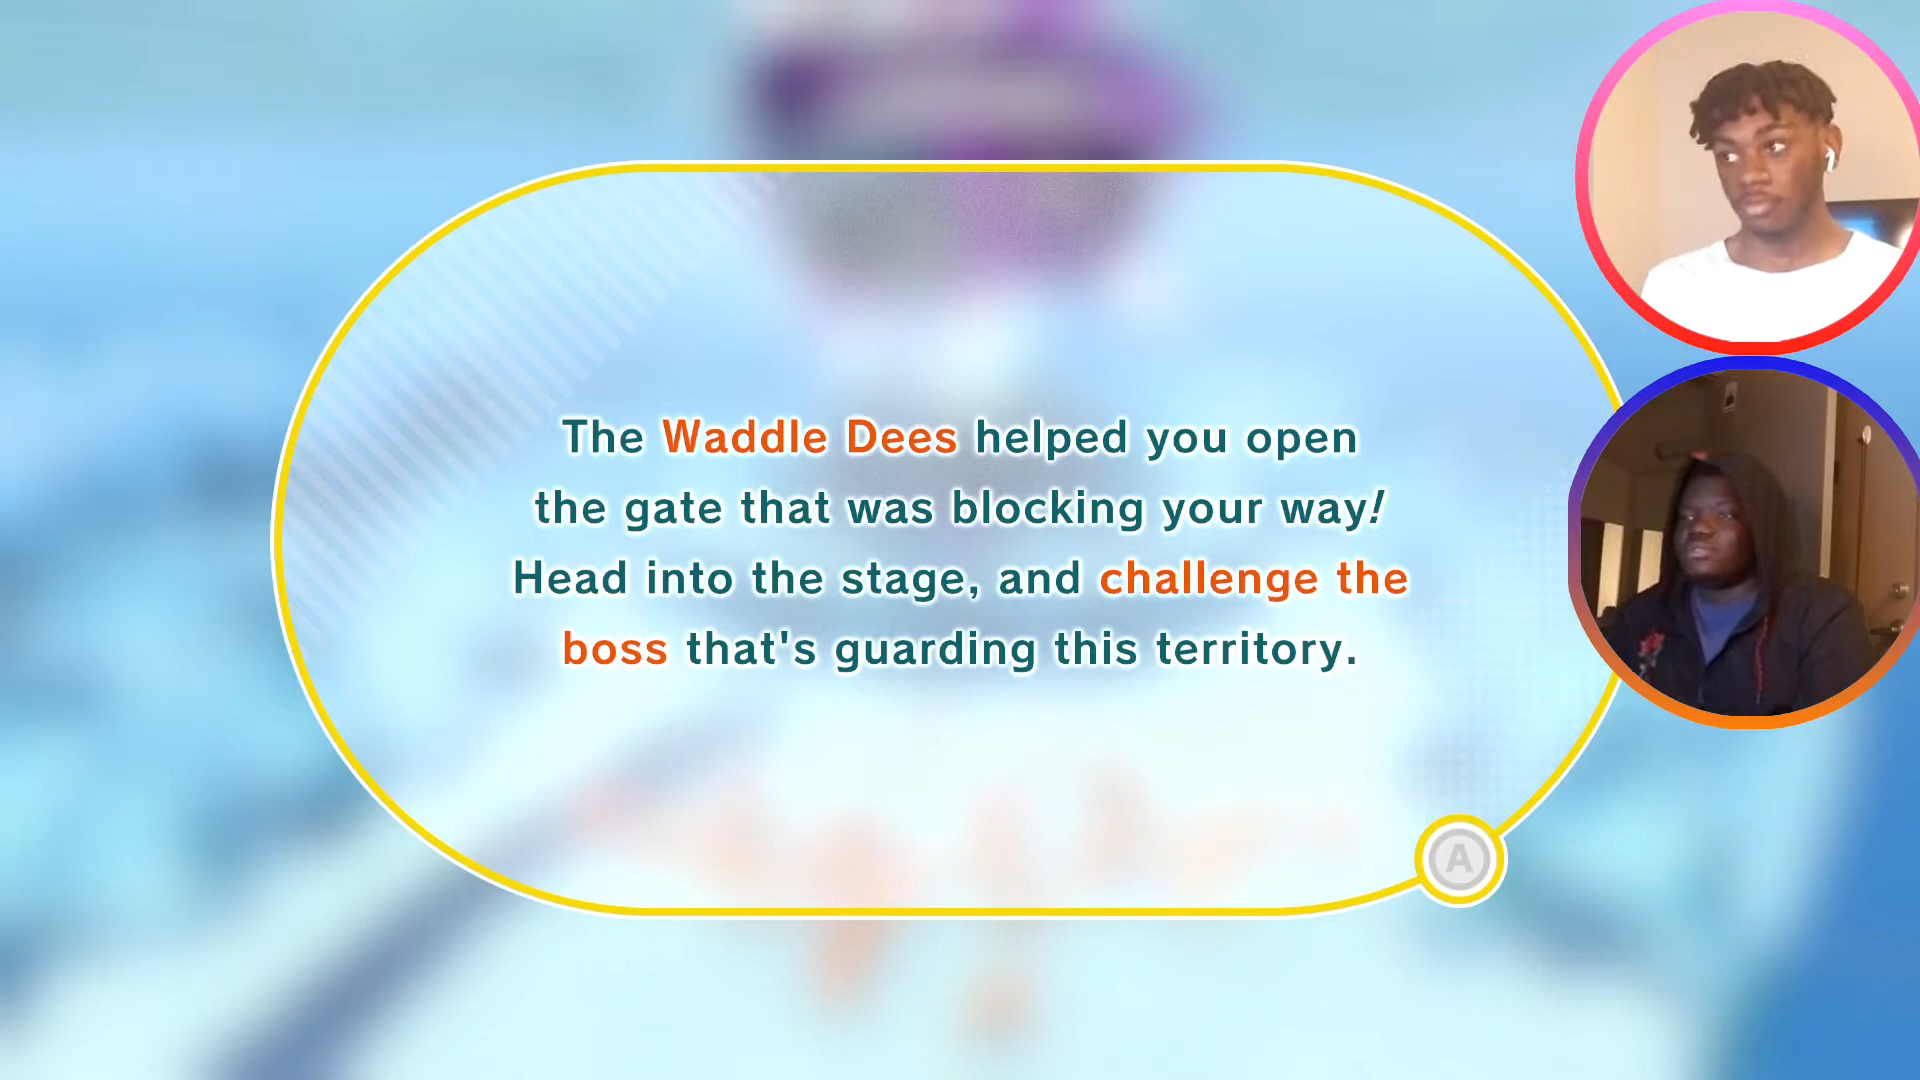 The Waddle Dees helped you open
the gate that was blocking your way!
Head into the stage, and challenge the
boss that's guarding this territory.
A